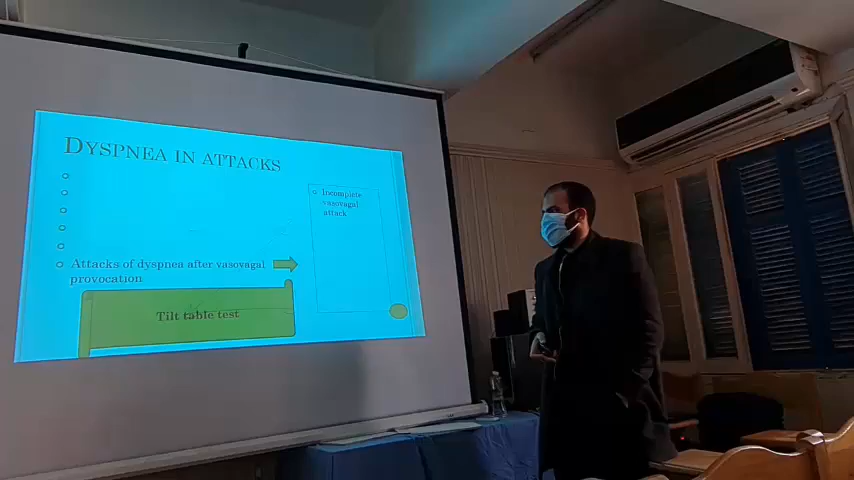 DYSPNEA IN ATTACKS
Attacks of dyspnea after vasovagal
provocation
Incomplete
vasovagal
attack
Tilt table test